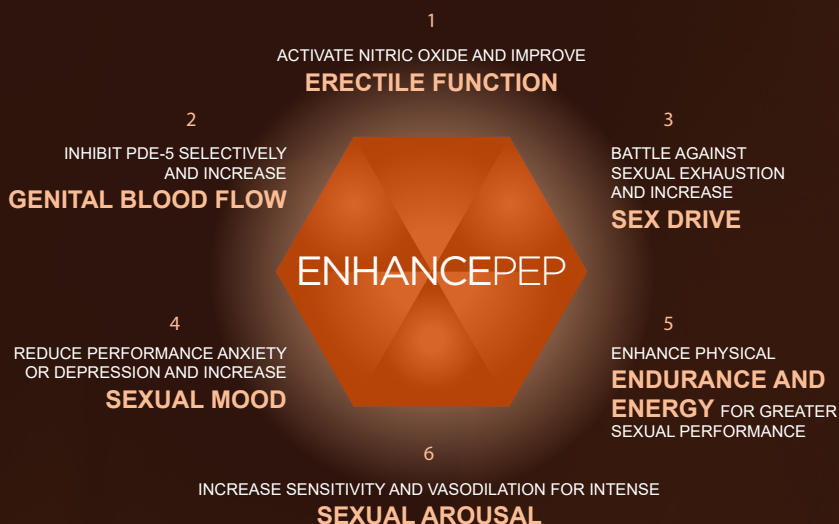 1
ACTIVATE NITRIC OXIDE AND IMPROVE
ERECTILE FUNCTION
2
INHIBIT PDE-5 SELECTIVELY
AND INCREASE
GENITAL BLOOD FLOW
3
BATTLE AGAINST
SEXUAL EXHAUSTION
AND INCREASE
SEX DRIVE
ENHANCEPEP
4
REDUCE PERFORMANCE ANXIETY
OR DEPRESSION AND INCREASE
SEXUAL MOOD
5
ENHANCE PHYSICAL
ENDURANCE AND
ENERGY FOR GREATER
SEXUAL PERFORMANCE
6
INCREASE SENSITIVITY AND VASODILATION FOR INTENSE
SEXUAL AROUSAL